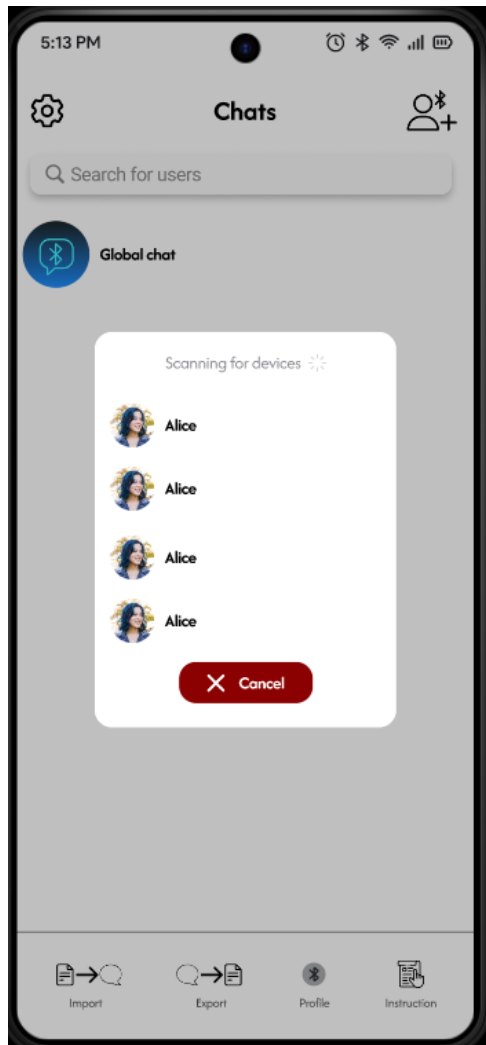 5:13 PM
Chats
Search for users
Global chat
Scanning for devices
Alice
Alice
Alice
Alice
Cancel
Import Export Profile Instruction